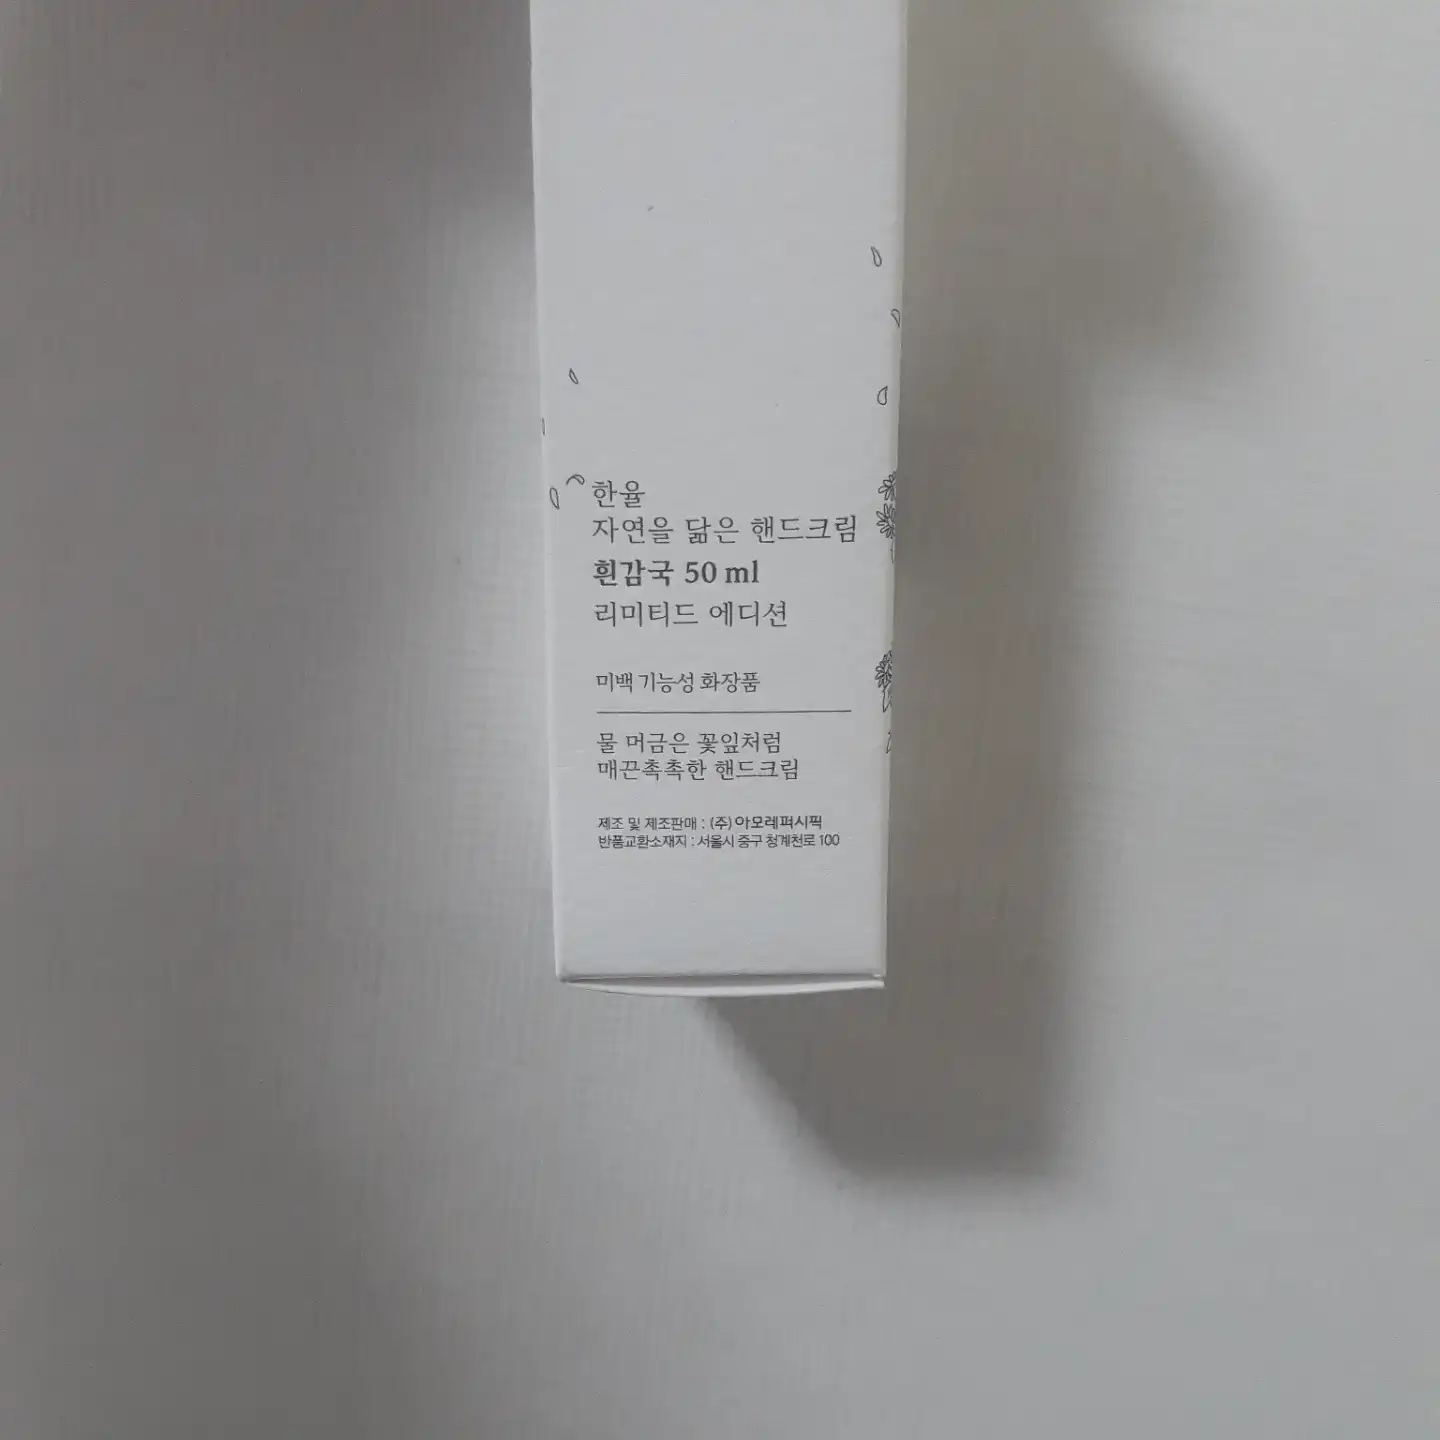 한율
자연을 닮은 핸드크림
흰감국 50 ml
리미티드 에디션
미백 기능성 화장품
물 머금은 꽃잎처럼
매끈촉촉한 핸드크림
제조 및 제조판매 : (주) 아모레퍼시픽
반품교환소재지 : 서울시 중구 청계천로 100